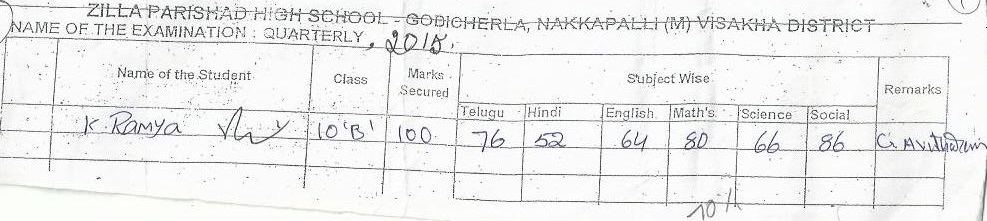 ZILLA PARISHAD HIGH SCHOOL - GODICHERLA, NAKKAPALLI (M) VISAKHA DISTRICT
NAME OF THE EXAMINATION : QUARTERLY, 2015.
Name of the Student Class Marks Secured Subject Wise Remarks
Telugu Hindi English Math's Science Social
K. Ramya 10 'B' 100 76 52 64 80 66 86